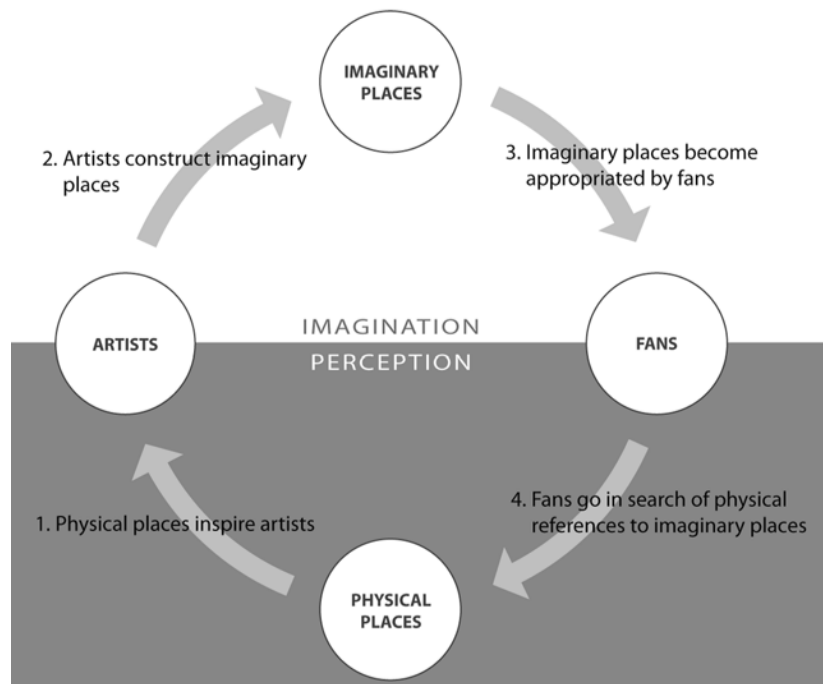 IMAGINARY
PLACES
2. Artists construct imaginary
places
3. Imaginary places become
appropriated by fans
ARTISTS
IMAGINATION
PERCEPTION
FANS
1. Physical places inspire artists
4. Fans go in search of physical
references to imaginary places
PHYSICAL
PLACES